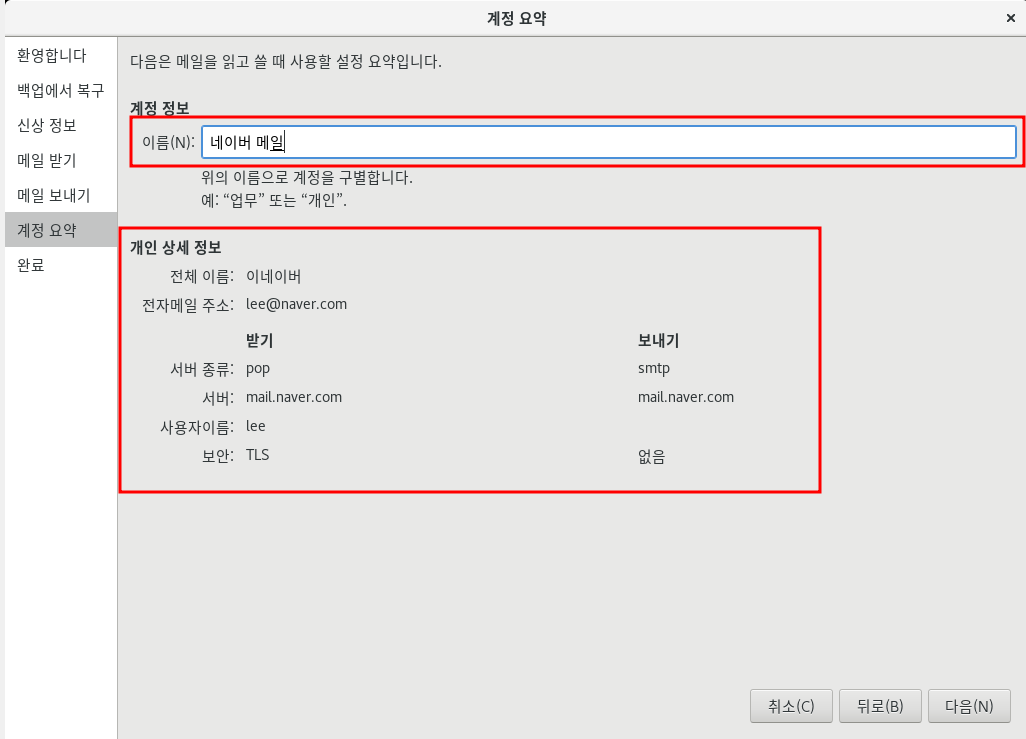 계정 요약
환영합니다
백업에서 복구
신상 정보
메일 받기
메일 보내기
계정 요약
완료
다음은 메일을 읽고 쓸 때 사용할 설정 요약입니다.
계정 정보
이름(N): 네이버 메일
위의 이름으로 계정을 구별합니다.
예: “업무” 또는 “개인”.
개인 상세 정보
전체 이름: 이네이버
전자메일 주소: lee@naver.com
받기 보내기
서버 종류: pop smtp
서버: mail.naver.com mail.naver.com
사용자이름: lee
보안: TLS 없음
취소(C) 뒤로(B) 다음(N)